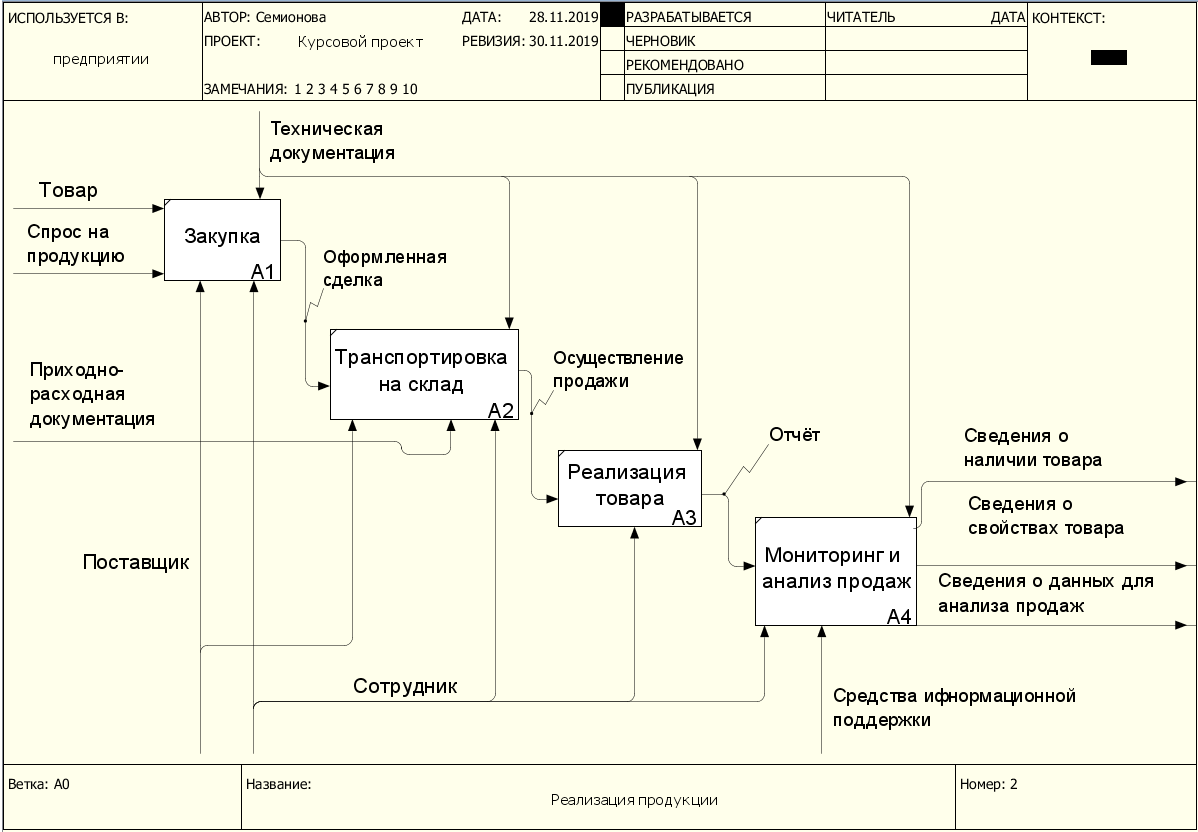 ИСПОЛЬЗУЕТСЯ В:
предприятии
АВТОР: Семионова
ДАТА: 28.11.2019
ПРОЕКТ: Курсовой проект
РЕВИЗИЯ: 30.11.2019
ЗАМЕЧАНИЯ: 1 2 3 4 5 6 7 8 9 10
РАЗРАБАТЫВАЕТСЯ
ЧЕРНОВИК
РЕКОМЕНДОВАНО
ПУБЛИКАЦИЯ
ЧИТАТЕЛЬ
ДАТА
КОНТЕКСТ:
Техническая
документация
Товар
Спрос на
продукцию
Закупка
A1
Оформленная
сделка
Транспортировка
на склад
A2
Приходно-
расходная
документация
Осуществление
продажи
Реализация
товара
A3
Отчёт
Мониторинг и
анализ продаж
A4
Сведения о
наличии товара
Сведения о
свойствах товара
Сведения о данных для
анализа продаж
Поставщик
Сотрудник
Средства ифнормационной
поддержки
Ветка: A0
Название:
Реализация продукции
Номер: 2